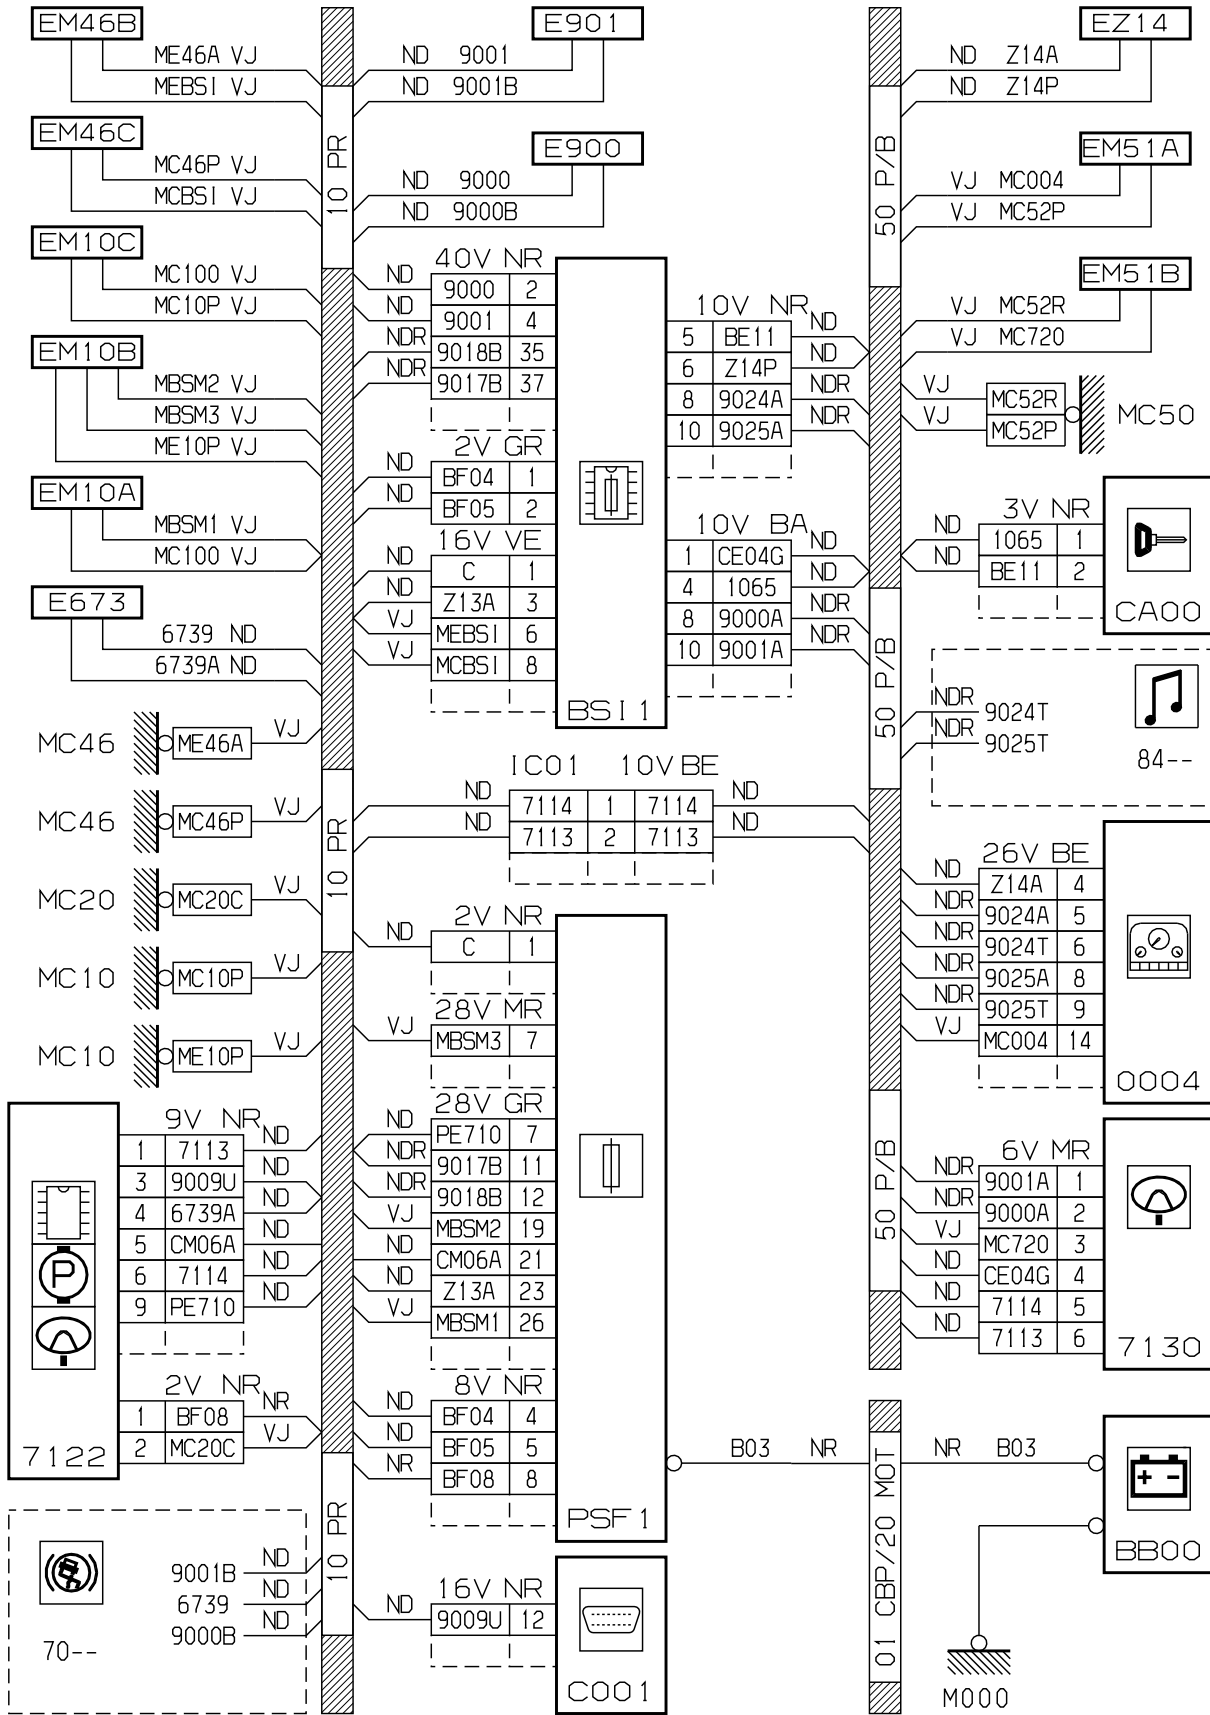 EM46B
ME46A VJ
MEBSI VJ
EM46C
MC46P VJ
MCBSI VJ
EM10C
MC100 VJ
MC10P VJ
EM10B
MBSM2 VJ
MBSM3 VJ
ME10P VJ
EM10A
MBSM1 VJ
MC100 VJ
E673
6739 ND
6739A ND
MC46 ME46A VJ
MC46 MC46P VJ
MC20 MC20C VJ
MC10 MC10P VJ
MC10 ME10P VJ
9V NR
1 7113 ND
3 9009U ND
4 6739A ND
5 CM06A ND
6 7114 ND
9 PE710 ND
P
2V NR
1 BF08 NR
2 MC20C VJ
7122
9001B ND
6739 ND
9000B ND
70--
10 PR
10 PR
10 PR
E901
ND 9001
ND 9001B
E900
ND 9000
ND 9000B
40V NR
ND 9000 2
ND 9001 4
NDR 9018B 35
NDR 9017B 37
2V GR
ND BF04 1
ND BF05 2
16V VE
ND C 1
ND Z13A 3
VJ MEBSI 6
VJ MCBSI 8
10V NR
5 BE11 ND
6 Z14P ND
8 9024A NDR
10 9025A NDR
10V BA
1 CE04G ND
4 1065 ND
8 9000A NDR
10 9001A NDR
BSI1
IC01 10V BE
ND 7114 1 7114 ND
ND 7113 2 7113 ND
2V NR
ND C 1
28V MR
VJ MBSM3 7
28V GR
ND PE710 7
NDR 9017B 11
NDR 9018B 12
VJ MBSM2 19
ND CM06A 21
ND Z13A 23
VJ MBSM1 26
8V NR
ND BF04 4
ND BF05 5
NR BF08 8
PSF1
B03 NR
16V NR
ND 9009U 12
C001
50 P/B
50 P/B
50 P/B
01 CBP/20 MOT
EZ14
ND Z14A
ND Z14P
EM51A
VJ MC004
VJ MC52P
EM51B
VJ MC52R
VJ MC720
VJ MC52R
VJ MC52P
MC50
3V NR
ND 1065 1
ND BE11 2
CA00
NDR 9024T
NDR 9025T
84--
26V BE
ND Z14A 4
NDR 9024A 5
NDR 9024T 6
NDR 9025A 8
NDR 9025T 9
VJ MC004 14
0004
6V MR
NDR 9001A 1
NDR 9000A 2
VJ MC720 3
ND CE04G 4
ND 7114 5
ND 7113 6
7130
NR B03
+ -
BB00
M000